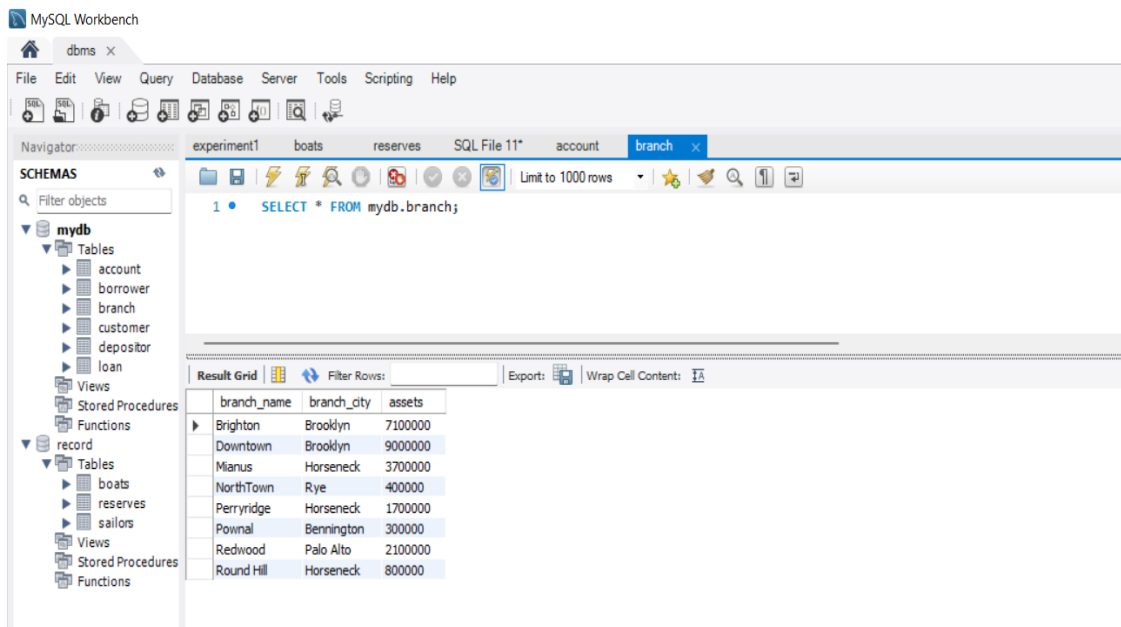 MySQL Workbench
dbms
File Edit View Query Database Server Tools Scripting Help
Navigator
SCHEMAS
Filter objects
mydb
Tables
account
borrower
branch
customer
depositor
loan
Views
Stored Procedures
Functions
record
Tables
boats
reserves
sailors
Views
Stored Procedures
Functions
experiment1 boats reserves SQL File 11* account branch
Limit to 1000 rows
1 SELECT * FROM mydb.branch;
Result Grid Filter Rows: Export: Wrap Cell Content:
branch_name branch_city assets
Brighton Brooklyn 7100000
Downtown Brooklyn 9000000
Mianus Horseneck 3700000
NorthTown Rye 400000
Perryridge Horseneck 1700000
Pownal Bennington 300000
Redwood Palo Alto 2100000
Round Hill Horseneck 800000